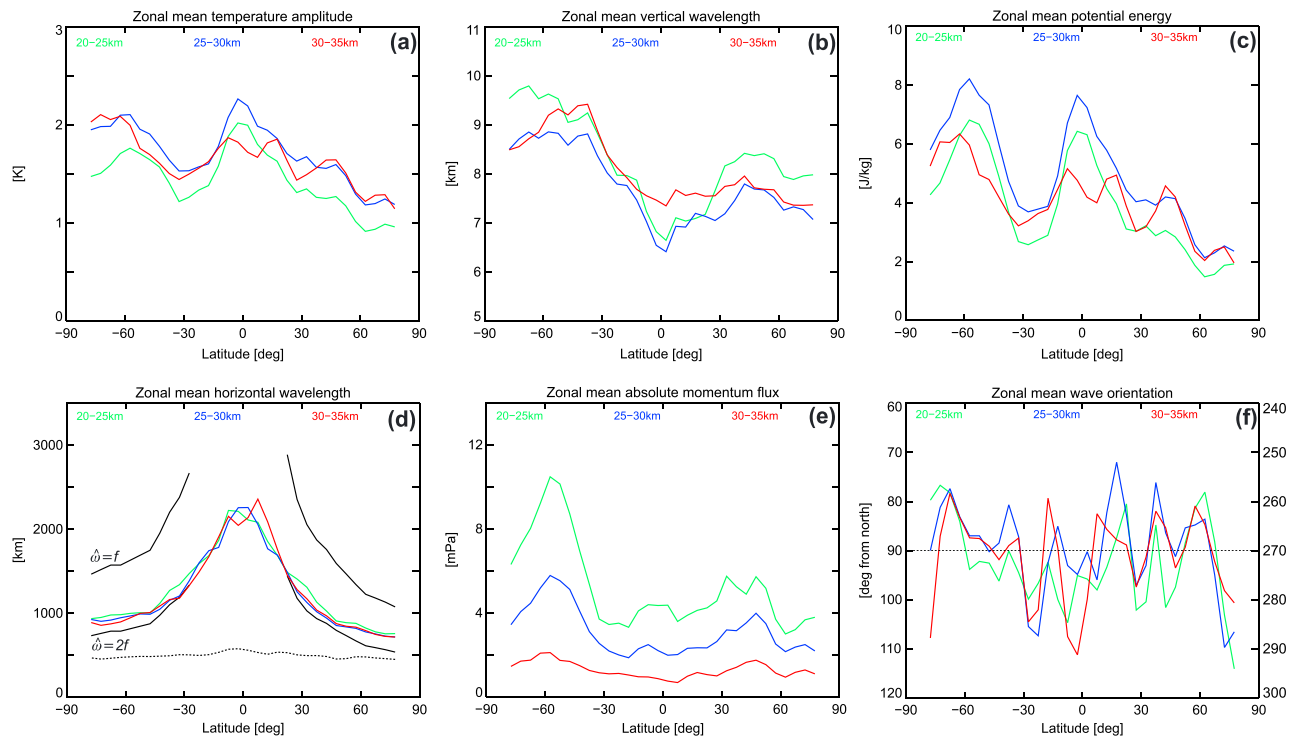 Zonal mean temperature amplitude
3
20−25km 25−30km 30−35km (a)
2
[K]
1
0
−90 −60 −30 0 30 60 90
Latitude [deg]
Zonal mean vertical wavelength
11
20−25km 25−30km 30−35km (b)
10
9
[km]
8
7
6
5
−90 −60 −30 0 30 60 90
Latitude [deg]
Zonal mean potential energy
10
20−25km 25−30km 30−35km (c)
8
6
[J/kg]
4
2
0
−90 −60 −30 0 30 60 90
Latitude [deg]
Zonal mean horizontal wavelength
20−25km 25−30km 30−35km (d)
3000
2000
[km]
ω̂=f
1000
ω̂=2f
0
−90 −60 −30 0 30 60 90
Latitude [deg]
Zonal mean absolute momentum flux
20−25km 25−30km 30−35km (e)
12
8
[mPa]
4
0
−90 −60 −30 0 30 60 90
Latitude [deg]
Zonal mean wave orientation
60 240
20−25km 25−30km 30−35km (f)
70 250
80 260
90 270
[deg from north]
100 280
110 290
120 300
−90 −60 −30 0 30 60 90
Latitude [deg]